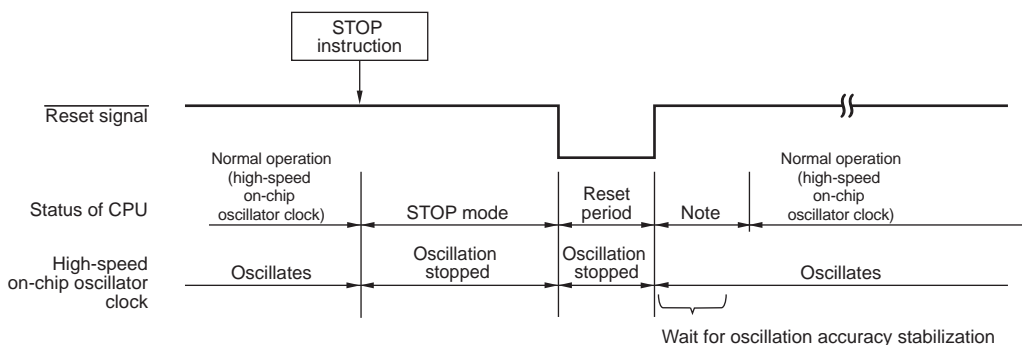 STOP
instruction
Reset signal
Normal operation
(high-speed
on-chip
oscillator clock)
Status of CPU
STOP mode
Reset
period
Note
Normal operation
(high-speed
on-chip
oscillator clock)
High-speed
on-chip oscillator
clock
Oscillates
Oscillation
stopped
Oscillation
stopped
Oscillates
Wait for oscillation accuracy stabilization